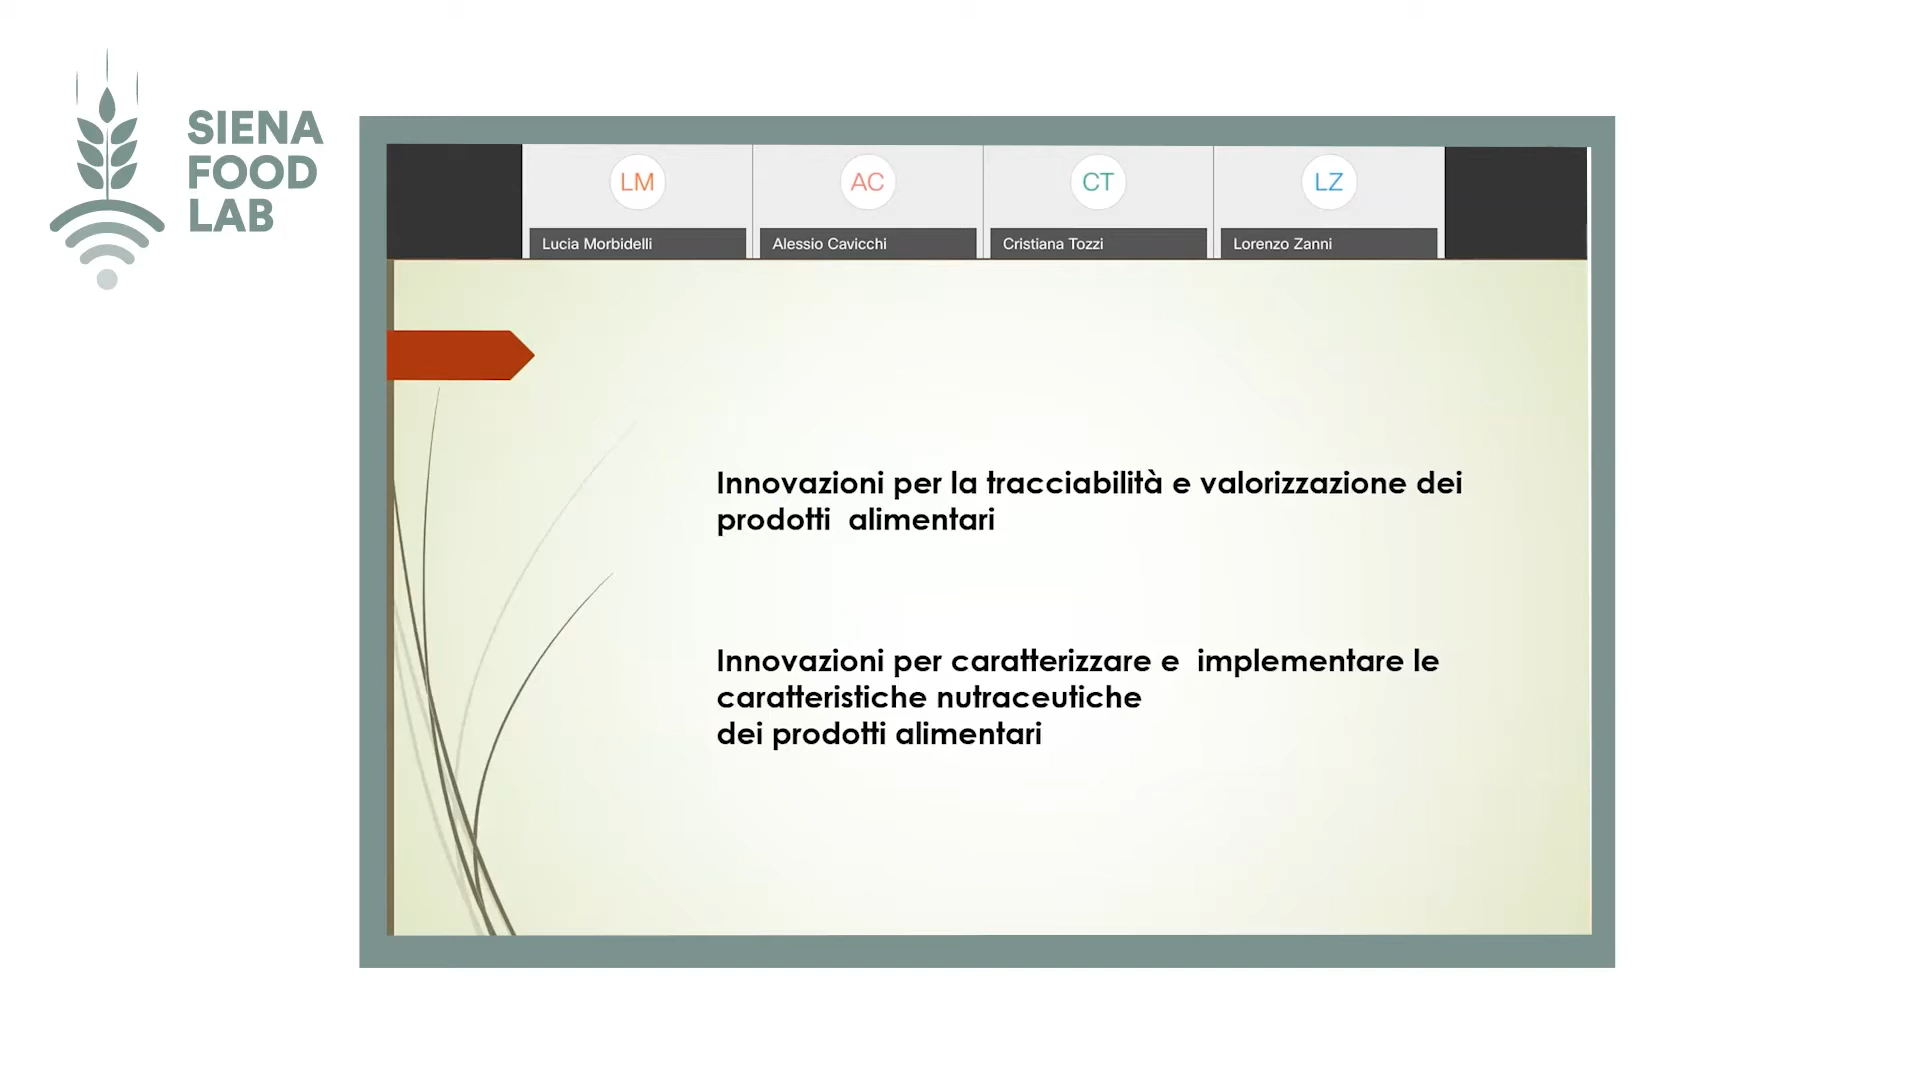 SIENA
FOOD
LAB
LM
AC
CT
LZ
Lucia Morbidelli
Alessio Cavicchi
Cristiana Tozzi
Lorenzo Zanni
Innovazioni per la tracciabilità e valorizzazione dei
prodotti alimentari
Innovazioni per caratterizzare e implementare le
caratteristiche nutraceutiche
dei prodotti alimentari